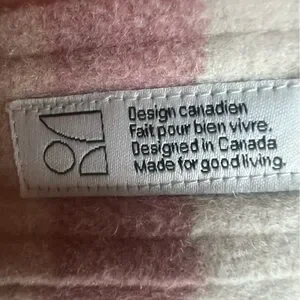 Design canadien
Fait pour bien vivre.
Designed in Canada
Made for good living.